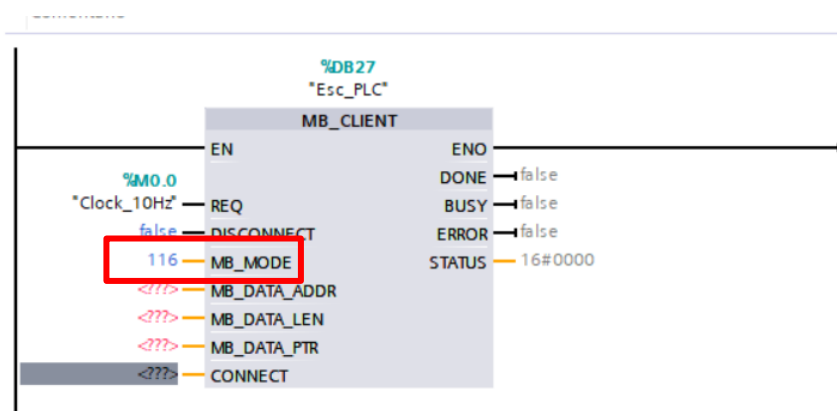 %DB27
"Esc_PLC"
MB_CLIENT
EN ENO
%M0.0 DONE false
"Clock_10Hz" REQ BUSY false
false DISCONNECT ERROR false
116 MB_MODE STATUS 16#0000
<???> MB_DATA_ADDR
<???> MB_DATA_LEN
<???> MB_DATA_PTR
<???> CONNECT